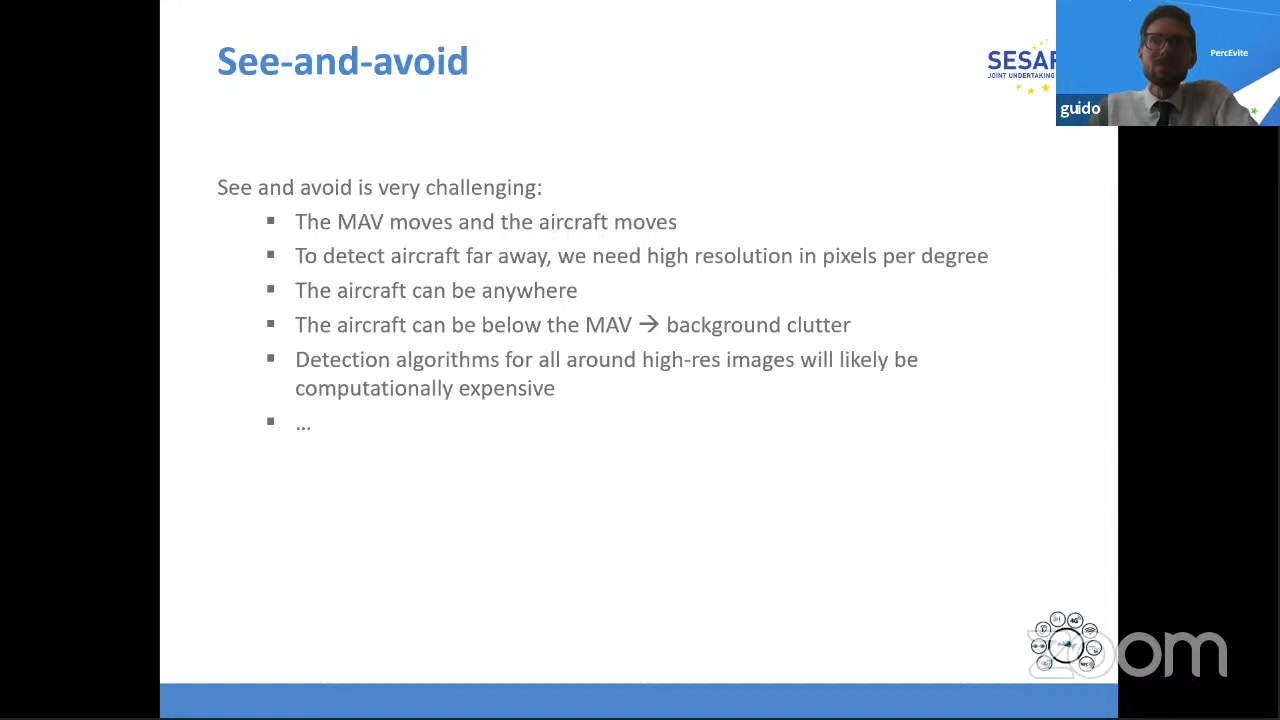 See-and-avoid
SESAR
JOINT UNDERTAKING
PercEvite
guido
See and avoid is very challenging:
▪ The MAV moves and the aircraft moves
▪ To detect aircraft far away, we need high resolution in pixels per degree
▪ The aircraft can be anywhere
▪ The aircraft can be below the MAV → background clutter
▪ Detection algorithms for all around high-res images will likely be
computationally expensive
▪ ...
4G
zoom